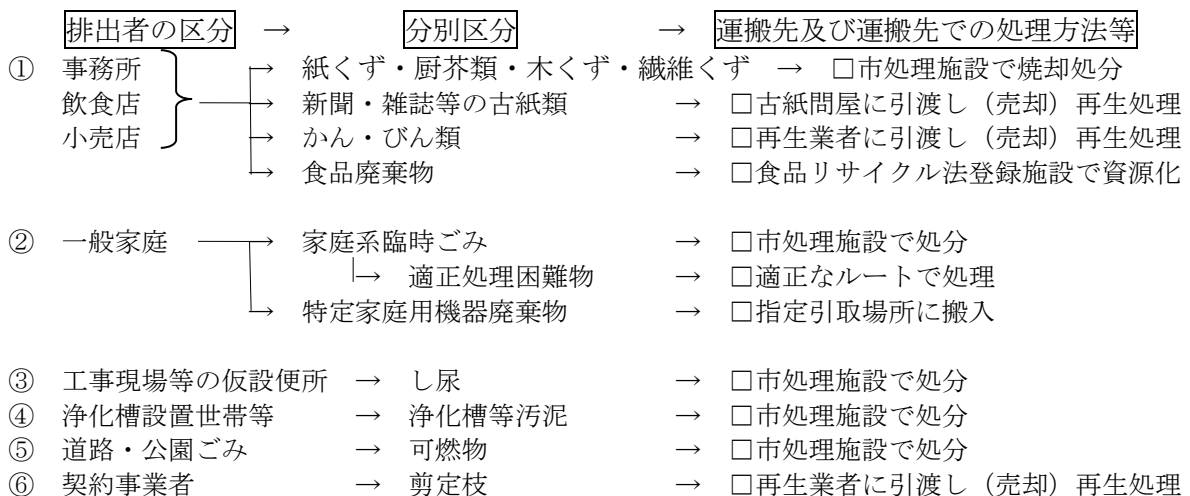 排出者の区分 → 分別区分 → 運搬先及び運搬先での処理方法等
① 事務所 → 紙くず・厨芥類・木くず・繊維くず → □市処理施設で焼却処分
飲食店 → 新聞・雑誌等の古紙類 → □古紙問屋に引渡し（売却）再生処理
小売店 → かん・びん類 → □再生業者に引渡し（売却）再生処理
→ 食品廃棄物 → □食品リサイクル法登録施設で資源化
② 一般家庭 → 家庭系臨時ごみ → □市処理施設で処分
→ 適正処理困難物 → □適正なルートで処理
→ 特定家庭用機器廃棄物 → □指定引取場所に搬入
③ 工事現場等の仮設便所 → し尿 → □市処理施設で処分
④ 浄化槽設置世帯等 → 浄化槽等汚泥 → □市処理施設で処分
⑤ 道路・公園ごみ → 可燃物 → □市処理施設で処分
⑥ 契約事業者 → 剪定枝 → □再生業者に引渡し（売却）再生処理